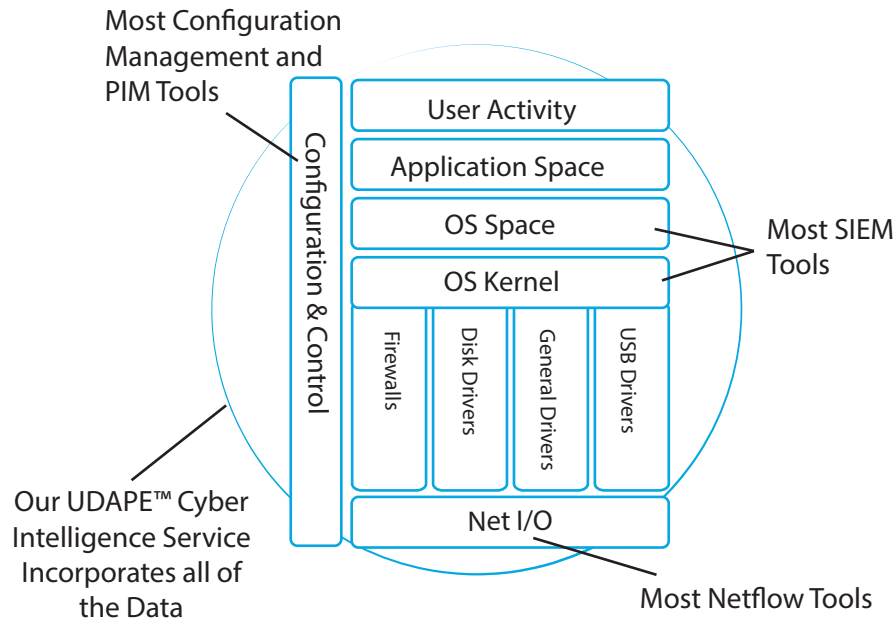 Most Configuration
Management and
PIM Tools
Configuration & Control
User Activity
Application Space
OS Space
OS Kernel
Most SIEM
Tools
Firewalls
Disk Drivers
General Drivers
USB Drivers
Net I/O
Our UDAPE™ Cyber
Intelligence Service
Incorporates all of
the Data
Most Netflow Tools